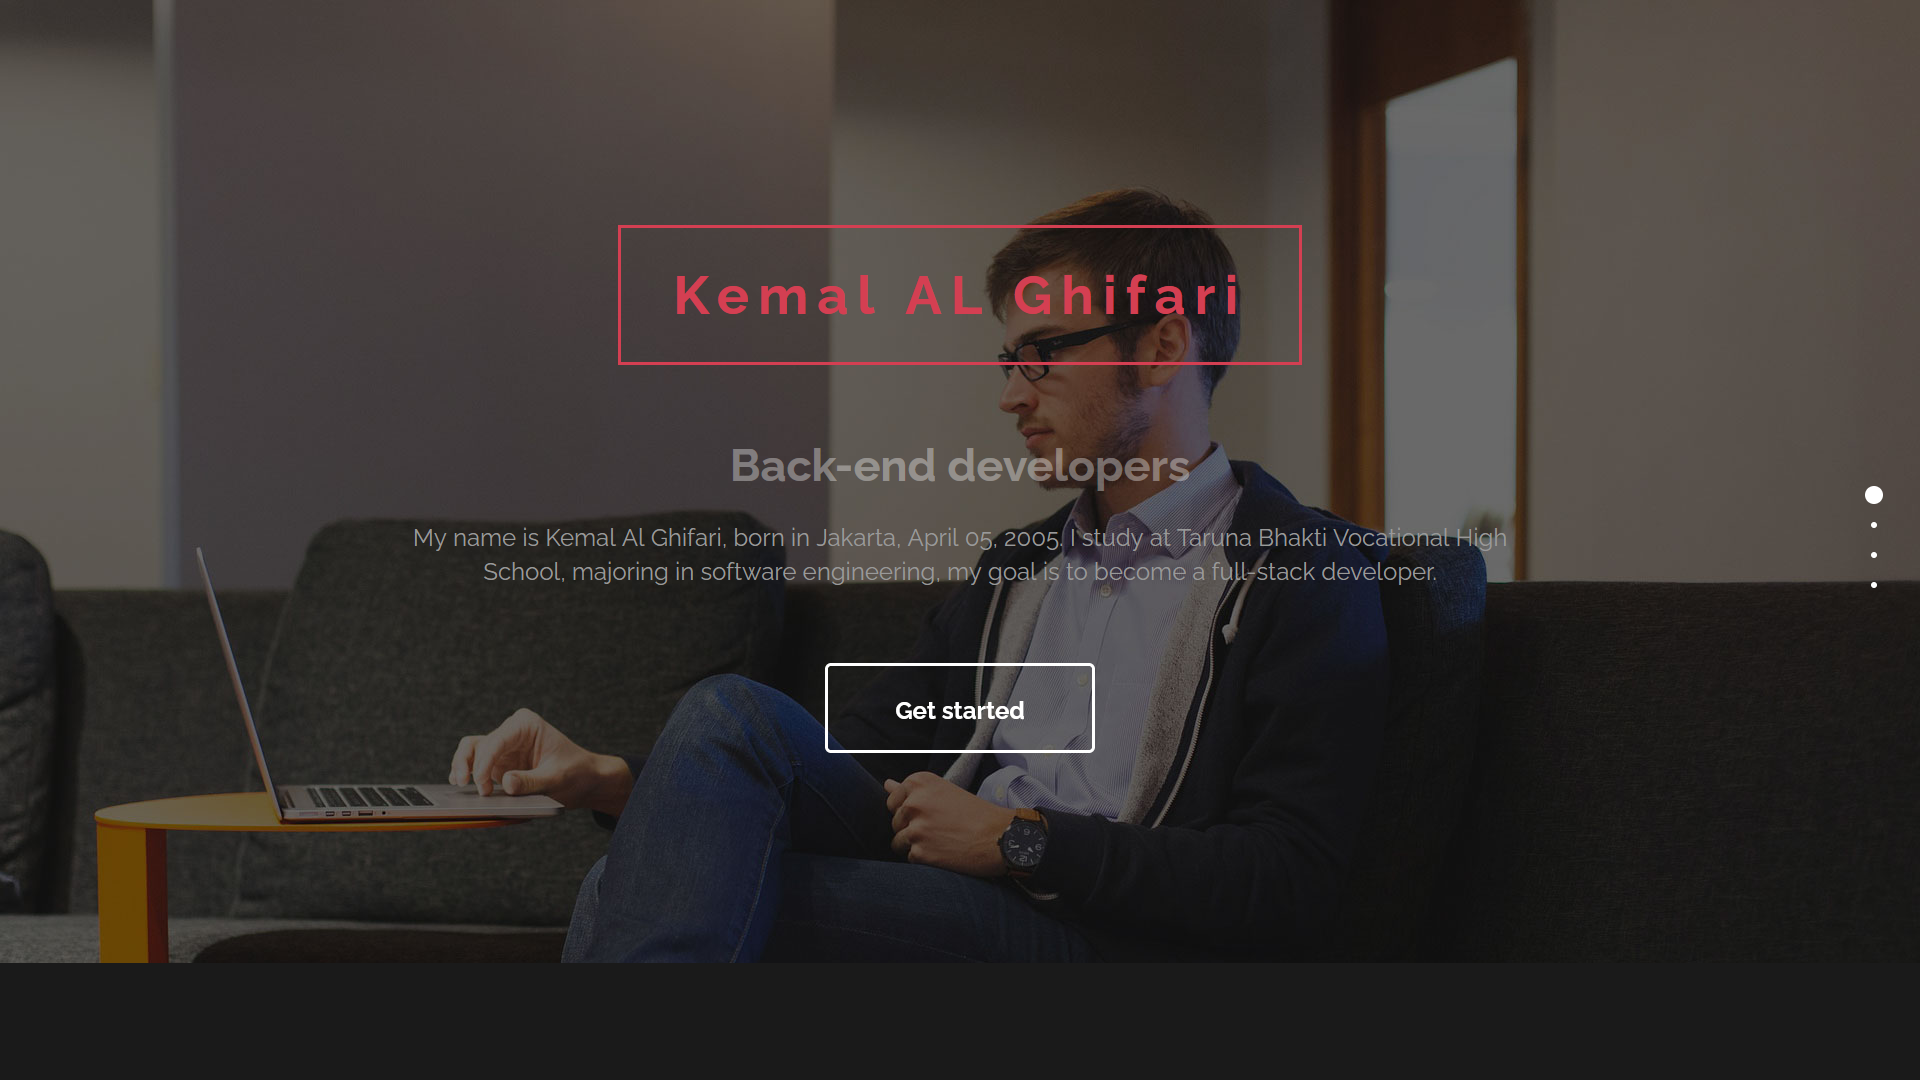 Kemal AL Ghifari
Back-end developers
My name is Kemal Al Ghifari, born in Jakarta, April 05, 2005. I study at Taruna Bhakti Vocational High
School, majoring in software engineering, my goal is to become a full-stack developer.
Get started